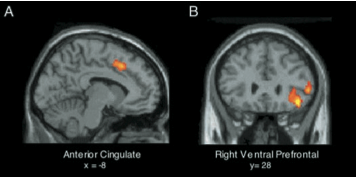 A
B
Anterior Cingulate
x = -8
Right Ventral Prefrontal
y= 28